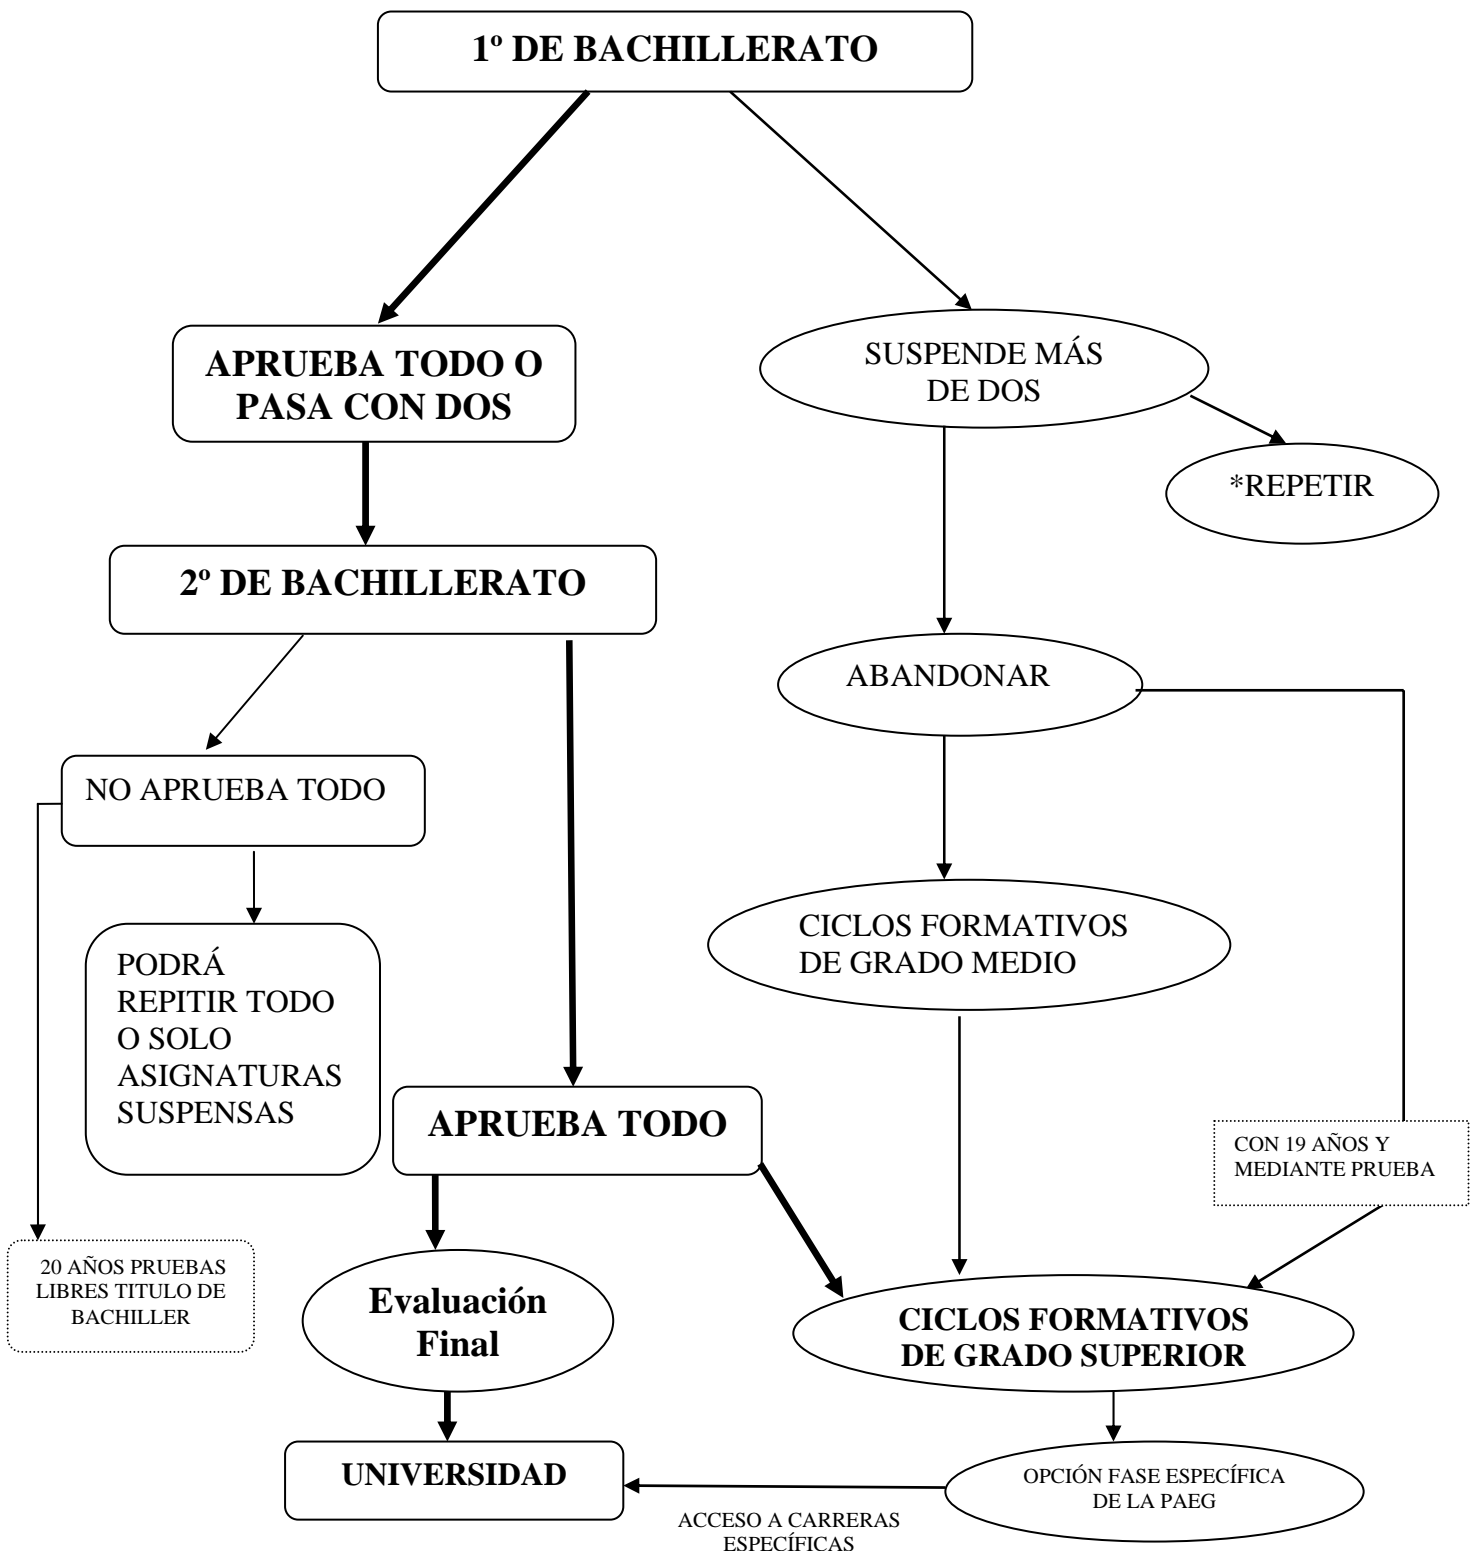 1º DE BACHILLERATO
APRUEBA TODO O
PASA CON DOS
SUSPENDE MÁS
DE DOS
*REPETIR
2º DE BACHILLERATO
ABANDONAR
NO APRUEBA TODO
CICLOS FORMATIVOS
DE GRADO MEDIO
PODRÁ
REPITIR TODO
O SOLO
ASIGNATURAS
SUSPENSAS
APRUEBA TODO
CON 19 AÑOS Y
MEDIANTE PRUEBA
20 AÑOS PRUEBAS
LIBRES TITULO DE
BACHILLER
Evaluación
Final
CICLOS FORMATIVOS
DE GRADO SUPERIOR
UNIVERSIDAD
OPCIÓN FASE ESPECÍFICA
DE LA PAEG
ACCESO A CARRERAS
ESPECÍFICAS